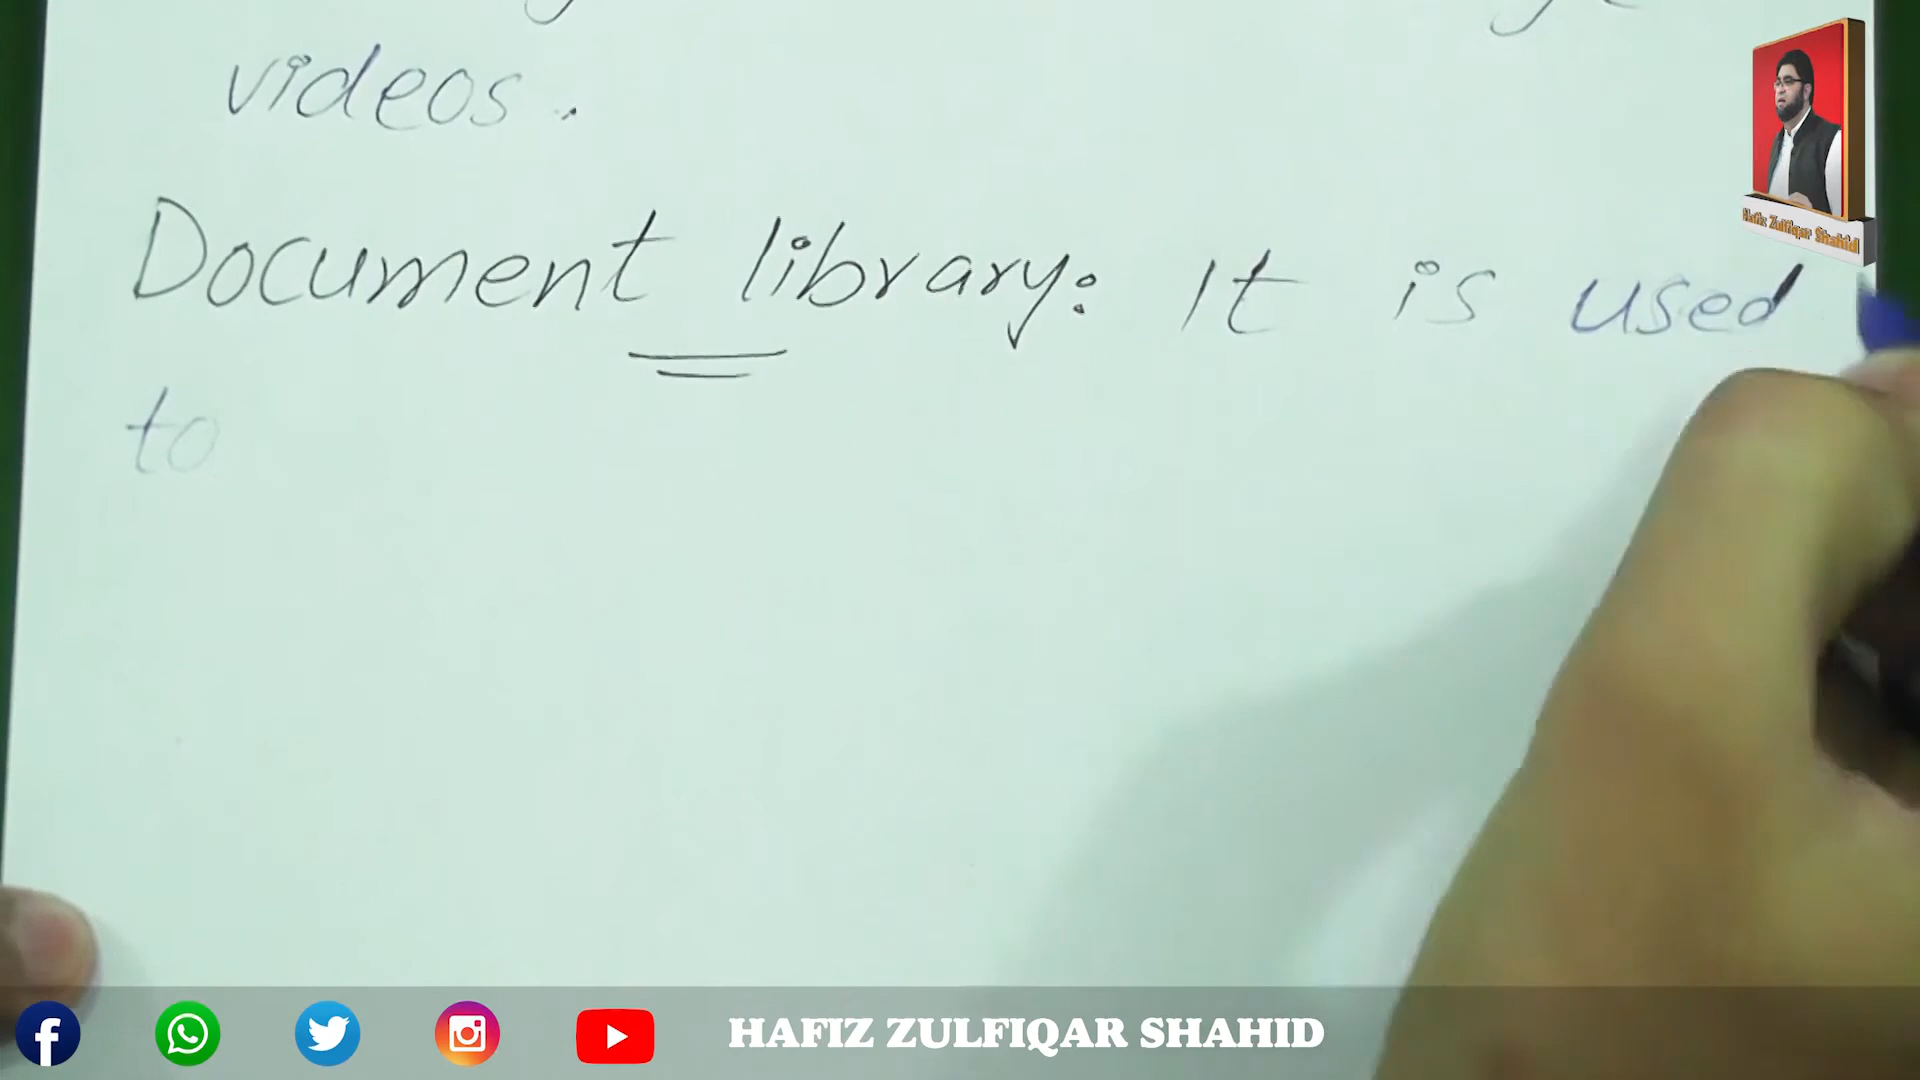 videos.
Document library: It is used
to
Hafiz Zulfiqar Shahid
HAFIZ ZULFIQAR SHAHID